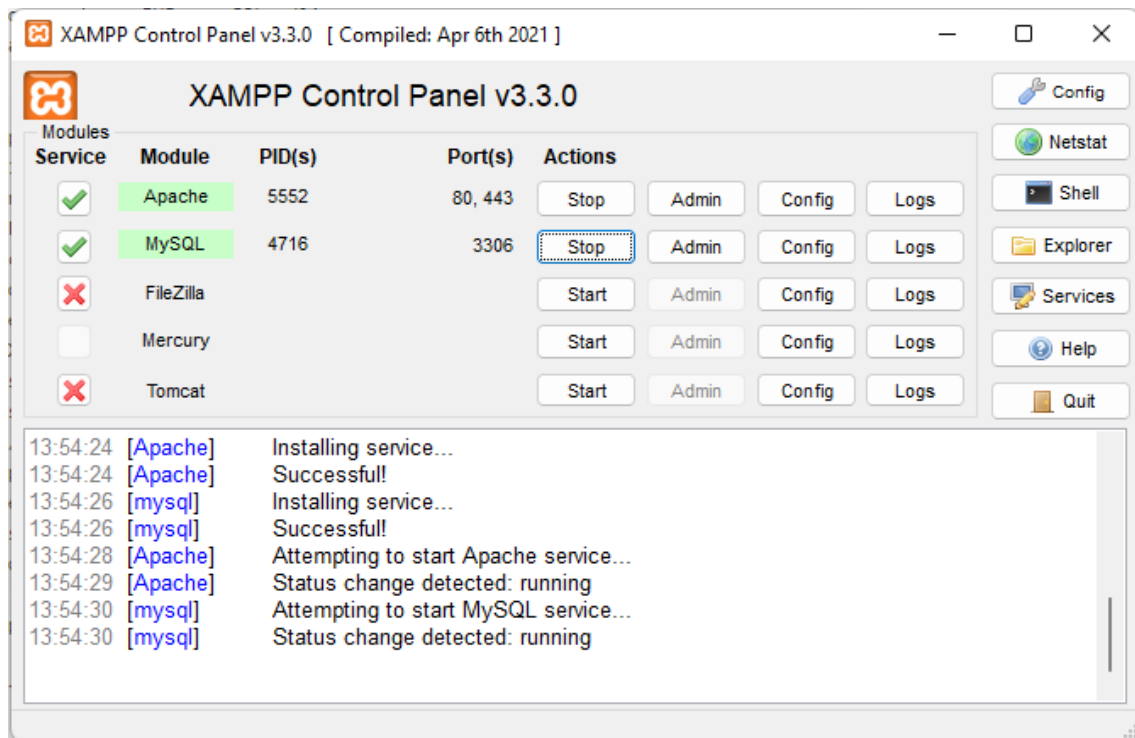 XAMPP Control Panel v3.3.0 [ Compiled: Apr 6th 2021 ]
XAMPP Control Panel v3.3.0
Config
Modules
Service Module PID(s) Port(s) Actions
Netstat
Apache 5552 80, 443 Stop Admin Config Logs
Shell
MySQL 4716 3306 Stop Admin Config Logs
Explorer
FileZilla Start Admin Config Logs
Services
Mercury Start Admin Config Logs
Help
Tomcat Start Admin Config Logs
Quit
13:54:24 [Apache] Installing service...
13:54:24 [Apache] Successful!
13:54:26 [mysql] Installing service...
13:54:26 [mysql] Successful!
13:54:28 [Apache] Attempting to start Apache service...
13:54:29 [Apache] Status change detected: running
13:54:30 [mysql] Attempting to start MySQL service...
13:54:30 [mysql] Status change detected: running